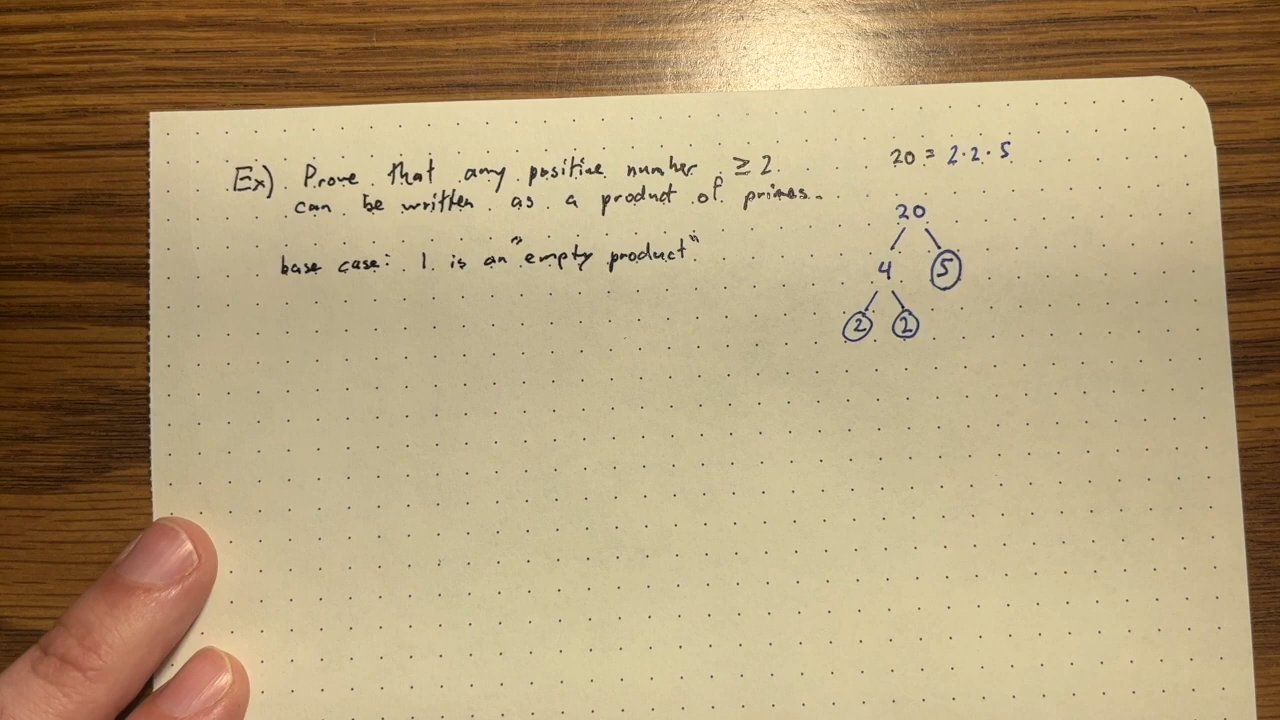 Ex) Prove that any positive number ≥ 2
can be written as a product of primes.
base case: 1 is an "empty product"
20 = 2·2·5
20
4 5
2 2